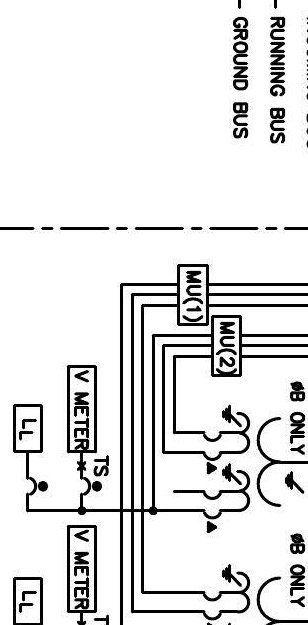 RUNNING BUS
GROUND BUS
MU(1)
MU(2)
ØB ONLY
ØB ONLY
V METER
TS
LL
V METER
LL